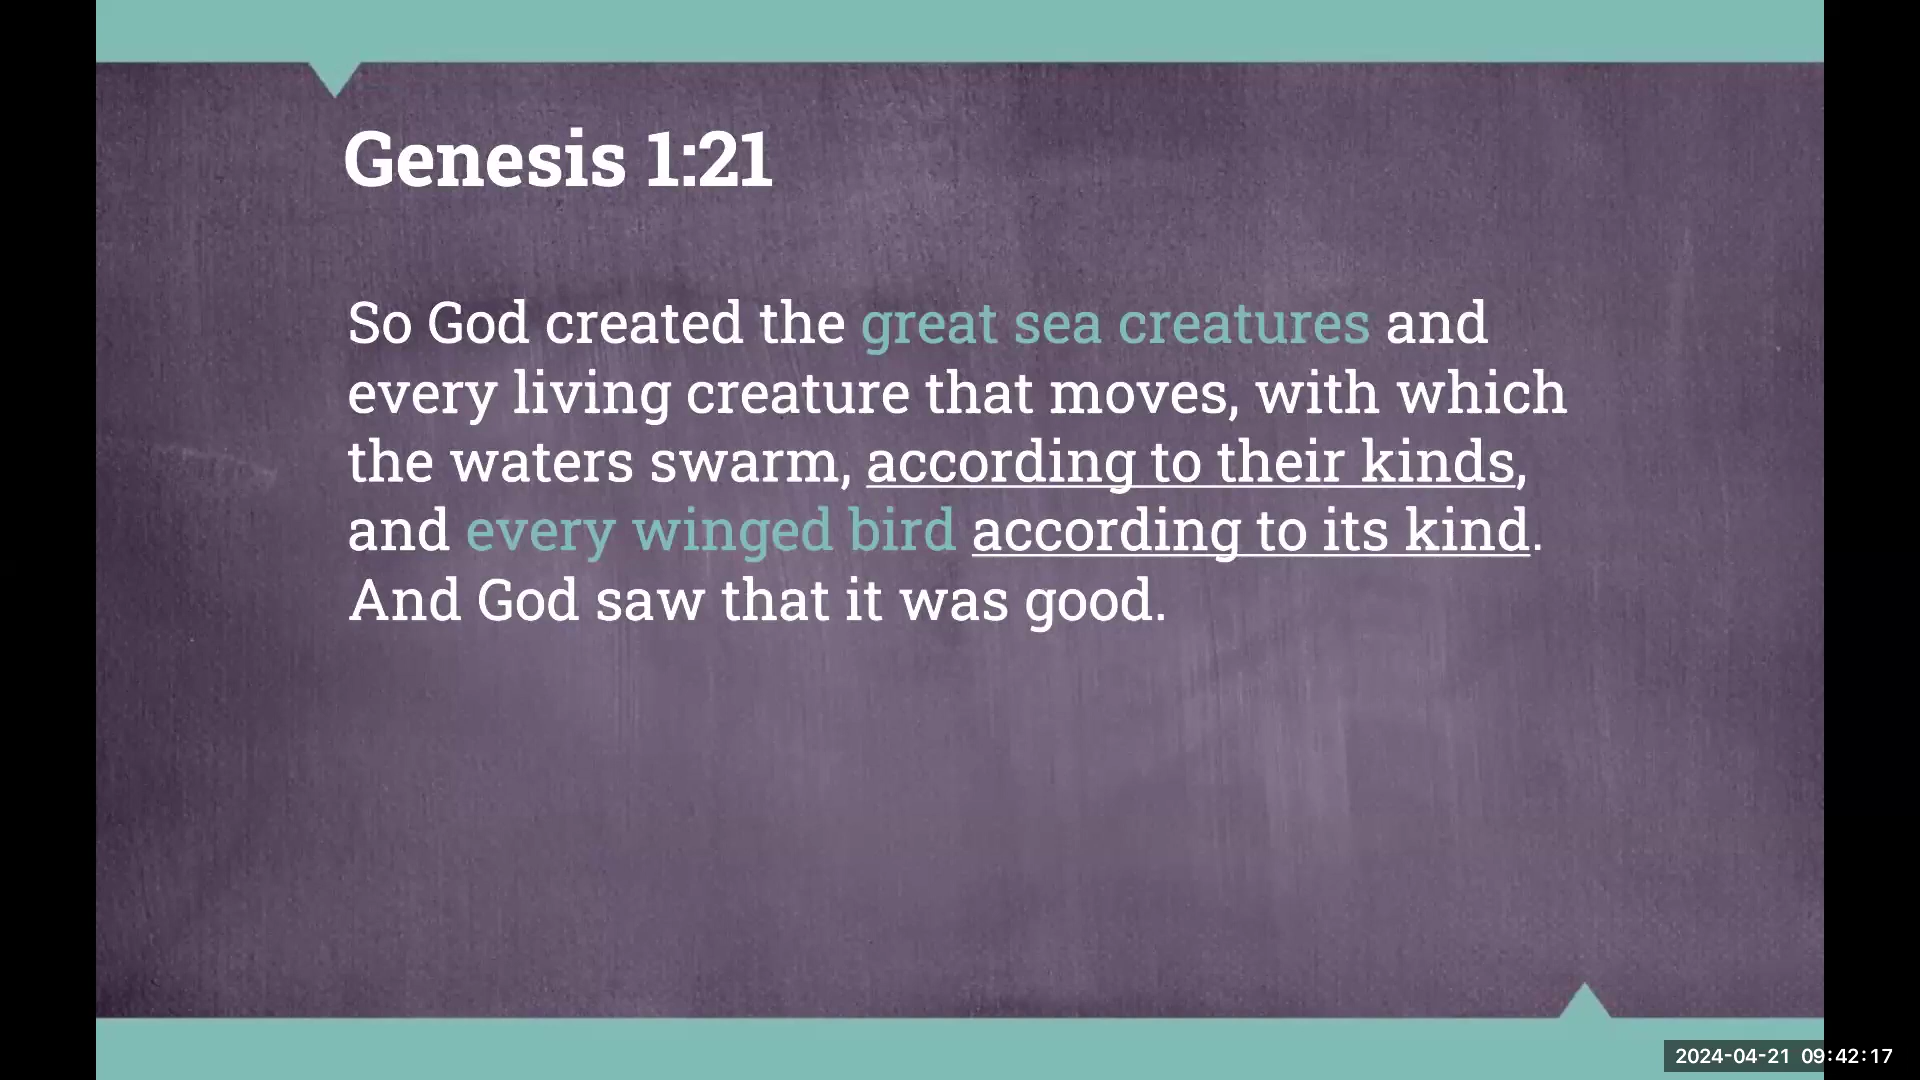 Genesis 1:21
So God created the great sea creatures and
every living creature that moves, with which
the waters swarm, according to their kinds,
and every winged bird according to its kind.
And God saw that it was good.
2024-04-21 09:42:17